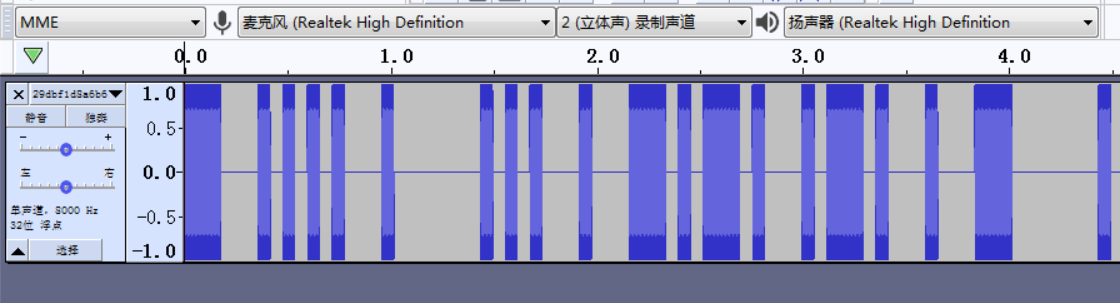 MME 麦克风 (Realtek High Definition 2 (立体声) 录制声道 扬声器 (Realtek High Definition
0.0 1.0 2.0 3.0 4.0
29dbf1d8a6b6
静音 独奏
- +
左 右
单声道, 8000 Hz
32位 浮点
选择
1.0
0.5-
0.0-
-0.5-
-1.0